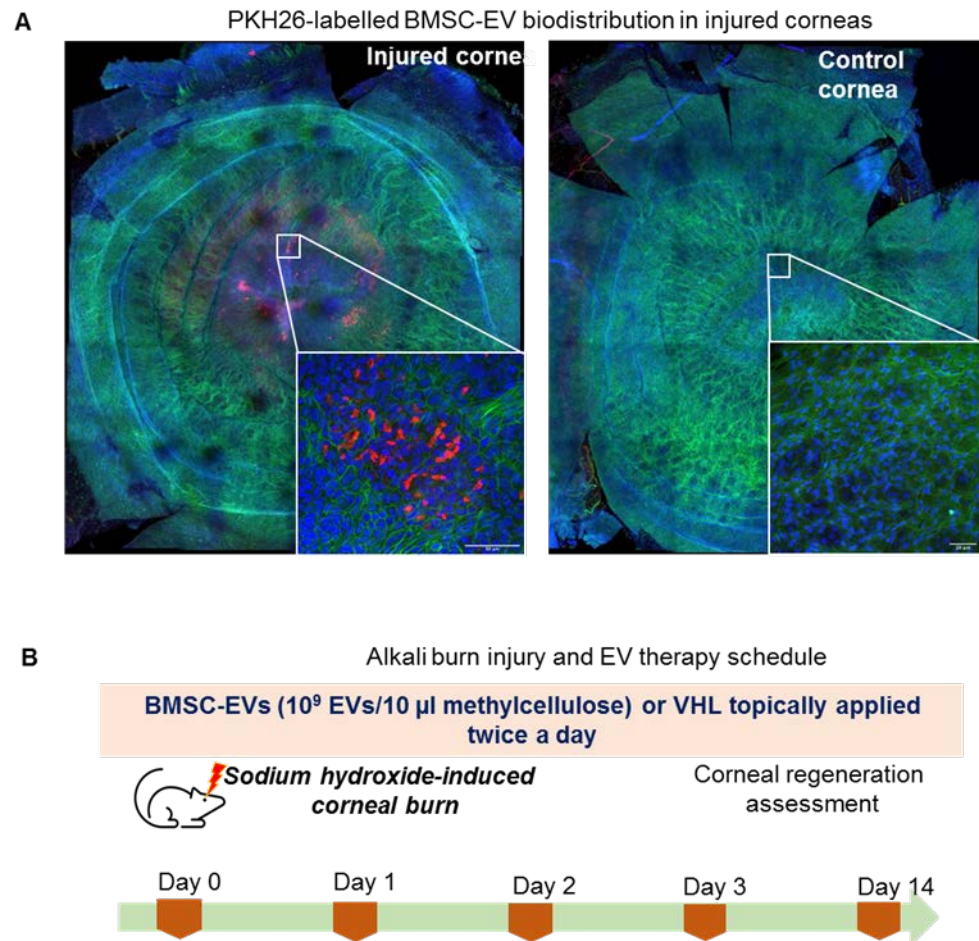 A
PKH26-labelled BMSC-EV biodistribution in injured corneas
Injured cornea
Control
cornea
B
Alkali burn injury and EV therapy schedule
BMSC-EVs (10⁹ EVs/10 µl methylcellulose) or VHL topically applied
twice a day
Sodium hydroxide-induced
corneal burn
Corneal regeneration
assessment
Day 0
Day 1
Day 2
Day 3
Day 14